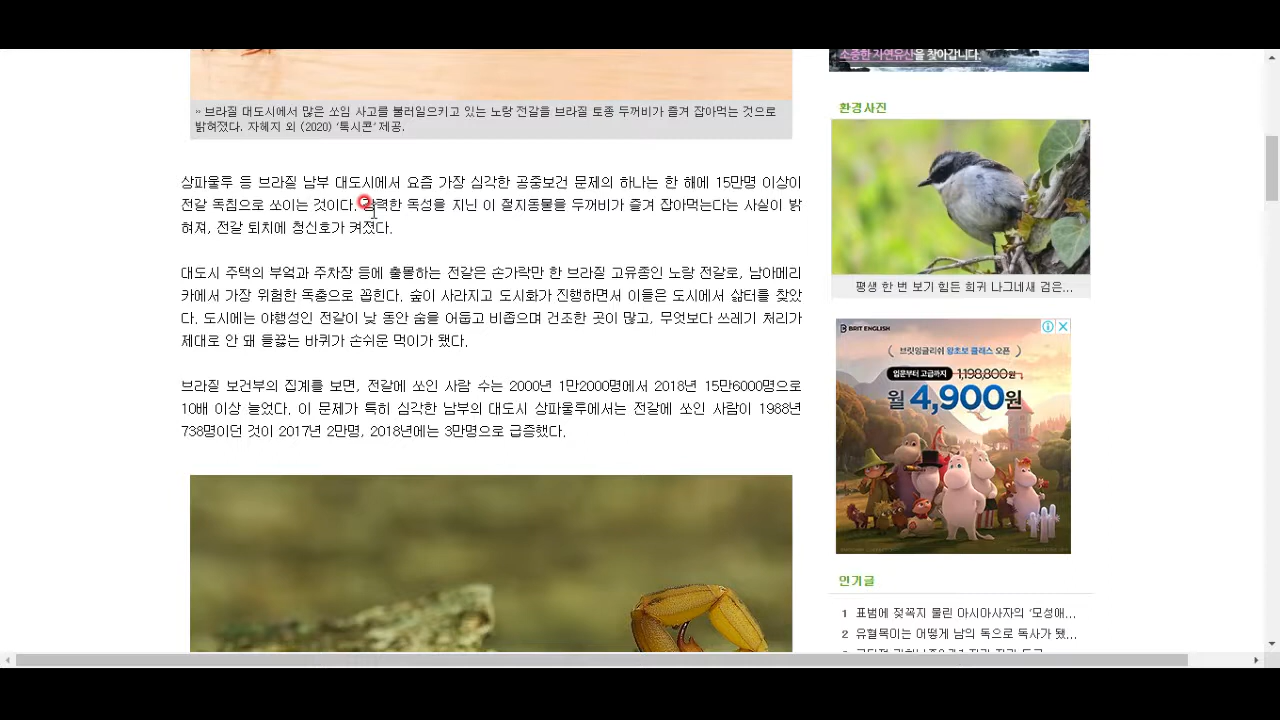 소중한 자연유산을 찾아갑니다.
» 브라질 대도시에서 많은 쏘임 사고를 불러일으키고 있는 노랑 전갈을 브라질 토종 두꺼비가 즐겨 잡아먹는 것으로
밝혀졌다. 자헤지 외 (2020) ‘톡시콘’ 제공.
상파울루 등 브라질 남부 대도시에서 요즘 가장 심각한 공중보건 문제의 하나는 한 해에 15만명 이상이
전갈 독침으로 쏘이는 것이다. 강력한 독성을 지닌 이 절지동물을 두꺼비가 즐겨 잡아먹는다는 사실이 밝
혀져, 전갈 퇴치에 청신호가 켜졌다.
대도시 주택의 부엌과 주차장 등에 출몰하는 전갈은 손가락만 한 브라질 고유종인 노랑 전갈로, 남아메리
카에서 가장 위험한 독종으로 꼽힌다. 숲이 사라지고 도시화가 진행하면서 이들은 도시에서 삶터를 찾았
다. 도시에는 야행성인 전갈이 낮 동안 숨을 어둡고 비좁으며 건조한 곳이 많고, 무엇보다 쓰레기 처리가
제대로 안 돼 들끓는 바퀴가 손쉬운 먹이가 됐다.
브라질 보건부의 집계를 보면, 전갈에 쏘인 사람 수는 2000년 1만2000명에서 2018년 15만6000명으로
10배 이상 늘었다. 이 문제가 특히 심각한 남부의 대도시 상파울루에서는 전갈에 쏘인 사람이 1988년
738명이던 것이 2017년 2만명, 2018년에는 3만명으로 급증했다.
환경사진
평생 한 번 보기 힘든 희귀 나그네새 검은...
BRIT ENGLISH
( 브릿잉글리쉬 왕초보 클래스 오픈 )
입문부터 고급까지 1,198,800원
월 4,900원
인기글
1 표범에 젖꼭지 물린 아시아사자의 ‘모성애...
2 유혈목이는 어떻게 남의 독으로 독사가 됐...